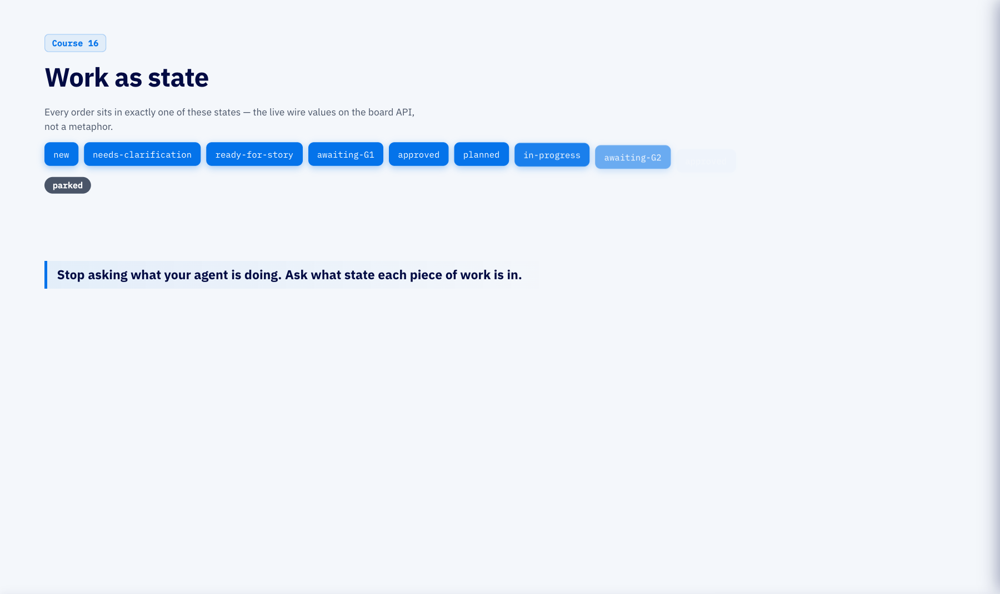 Course 16
Work as state
Every order sits in exactly one of these states — the live wire values on the board API,
not a metaphor.
new needs-clarification ready-for-story awaiting-G1 approved planned in-progress awaiting-G2
parked
Stop asking what your agent is doing. Ask what state each piece of work is in.